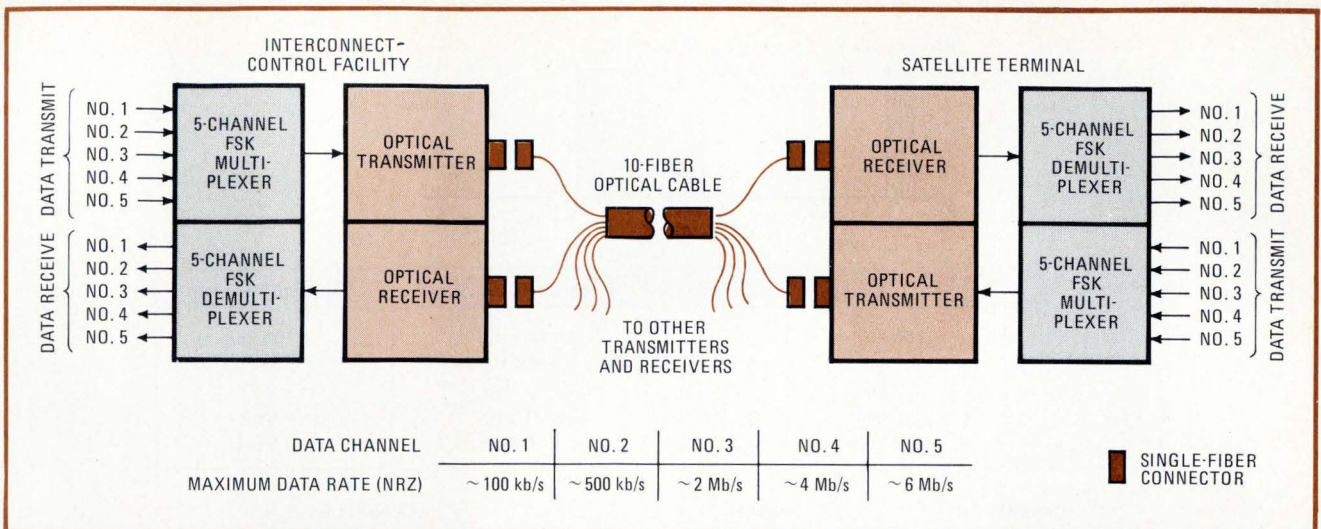 INTERCONNECT-
CONTROL FACILITY
DATA TRANSMIT
NO. 1
NO. 2
NO. 3
NO. 4
NO. 5
5-CHANNEL
FSK
MULTI-
PLEXER
OPTICAL
TRANSMITTER
DATA RECEIVE
NO. 1
NO. 2
NO. 3
NO. 4
NO. 5
5-CHANNEL
FSK
DEMULTI-
PLEXER
OPTICAL
RECEIVER
10-FIBER
OPTICAL CABLE
TO OTHER
TRANSMITTERS
AND RECEIVERS
SATELLITE TERMINAL
OPTICAL
RECEIVER
5-CHANNEL
FSK
DEMULTI-
PLEXER
NO. 1
NO. 2
NO. 3
NO. 4
NO. 5
DATA RECEIVE
OPTICAL
TRANSMITTER
5-CHANNEL
FSK
MULTI-
PLEXER
NO. 1
NO. 2
NO. 3
NO. 4
NO. 5
DATA TRANSMIT
DATA CHANNEL NO. 1 NO. 2 NO. 3 NO. 4 NO. 5
MAXIMUM DATA RATE (NRZ) ~100 kb/s ~500 kb/s ~2 Mb/s ~4 Mb/s ~6 Mb/s
SINGLE-FIBER
CONNECTOR